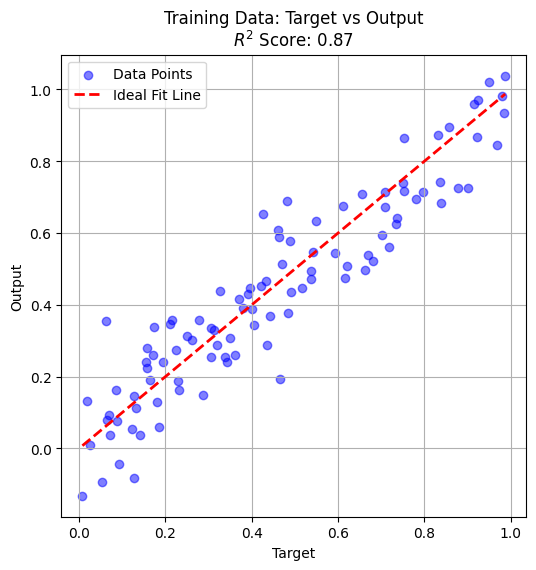 Training Data: Target vs Output
R² Score: 0.87
Data Points
Ideal Fit Line
1.0
0.8
0.6
0.4
0.2
0.0
Output
0.0 0.2 0.4 0.6 0.8 1.0
Target